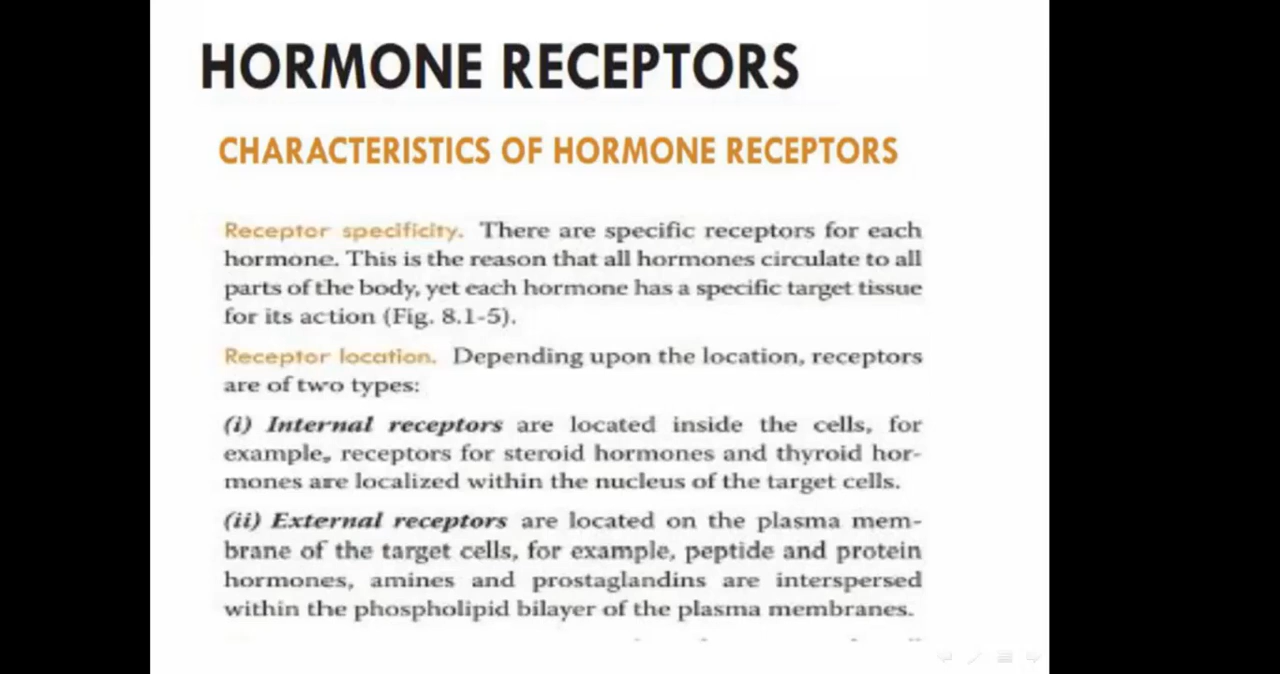 HORMONE RECEPTORS
CHARACTERISTICS OF HORMONE RECEPTORS
Receptor specificity. There are specific receptors for each
hormone. This is the reason that all hormones circulate to all
parts of the body, yet each hormone has a specific target tissue
for its action (Fig. 8.1-5).
Receptor location. Depending upon the location, receptors
are of two types:
(i) Internal receptors are located inside the cells, for
example, receptors for steroid hormones and thyroid hor-
mones are localized within the nucleus of the target cells.
(ii) External receptors are located on the plasma mem-
brane of the target cells, for example, peptide and protein
hormones, amines and prostaglandins are interspersed
within the phospholipid bilayer of the plasma membranes.